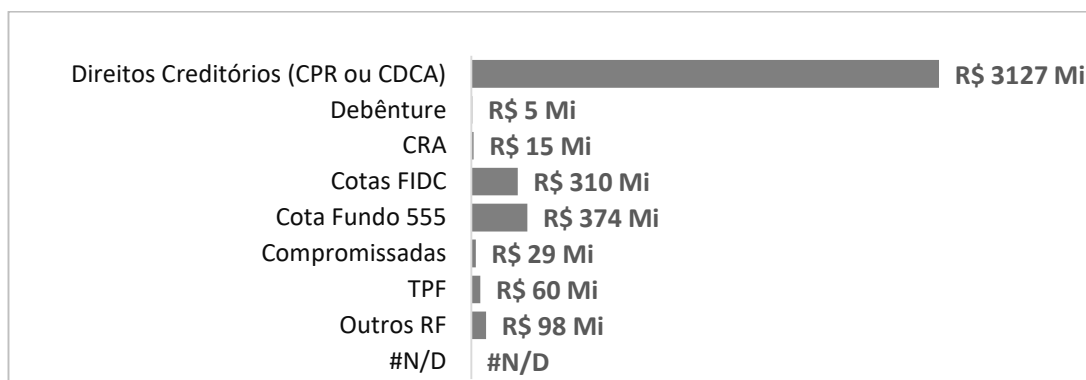 Direitos Creditórios (CPR ou CDCA) R$ 3127 Mi
Debênture R$ 5 Mi
CRA R$ 15 Mi
Cotas FIDC R$ 310 Mi
Cota Fundo 555 R$ 374 Mi
Compromissadas R$ 29 Mi
TPF R$ 60 Mi
Outros RF R$ 98 Mi
#N/D #N/D